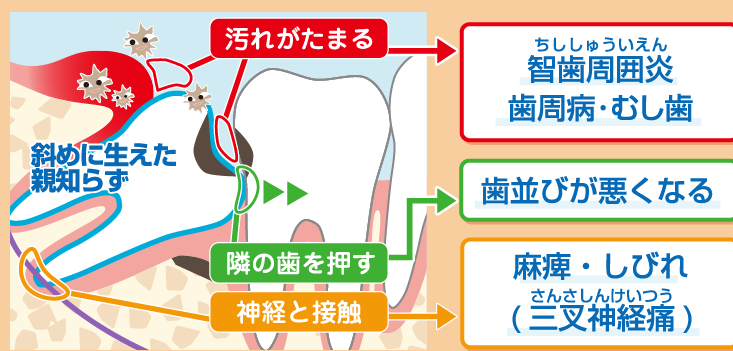 汚れがたまる
ちししゅういえん
智歯周囲炎
歯周病・むし歯
斜めに生えた
親知らず
歯並びが悪くなる
隣の歯を押す
麻痺・しびれ
神経と接触
さんさしんけいつう
(三叉神経痛)